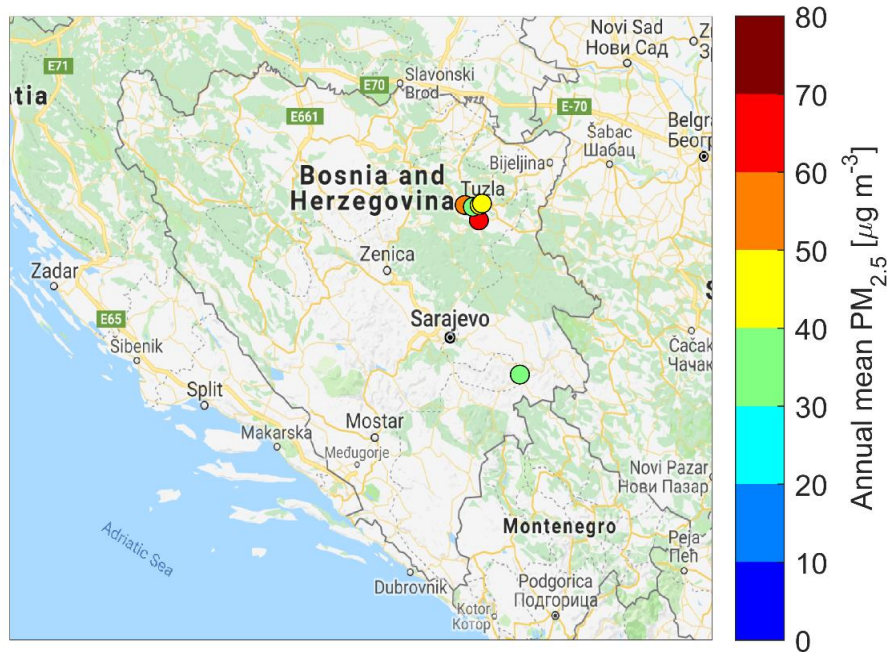 E71
atia
Novi Sad
Нови Сад
Slavonski
Brod
E70
E-70
E661
Šabac
Шабац
Belgra
Беогр
Bijeljina
Bosnia and
Herzegovina
Tuzla
Zenica
Zadar
E65
Sarajevo
Šibenik
Čačak
Чачак
Split
Mostar
Makarska
Međugorje
Novi Pazar
Нови Пазар
Adriatic Sea
Montenegro
Peja
Пећ
Dubrovnik
Podgorica
Подгорица
Kotor
Котор
80
70
60
50
40
30
20
10
0
Annual mean PM2.5 [μg m-3]